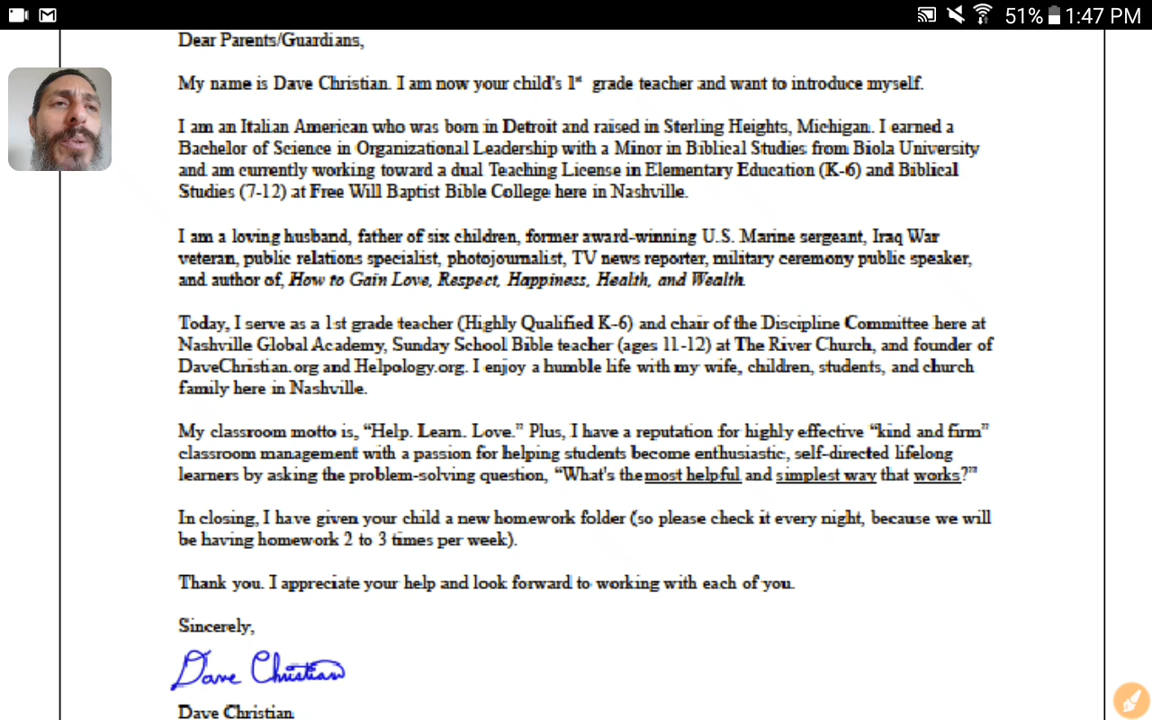 51% 1:47 PM
Dear Parents/Guardians,
My name is Dave Christian. I am now your child's 1st grade teacher and want to introduce myself.
I am an Italian American who was born in Detroit and raised in Sterling Heights, Michigan. I earned a
Bachelor of Science in Organizational Leadership with a Minor in Biblical Studies from Biola University
and am currently working toward a dual Teaching License in Elementary Education (K-6) and Biblical
Studies (7-12) at Free Will Baptist Bible College here in Nashville.
I am a loving husband, father of six children, former award-winning U.S. Marine sergeant, Iraq War
veteran, public relations specialist, photojournalist, TV news reporter, military ceremony public speaker,
and author of, How to Gain Love, Respect, Happiness, Health, and Wealth.
Today, I serve as a 1st grade teacher (Highly Qualified K-6) and chair of the Discipline Committee here at
Nashville Global Academy, Sunday School Bible teacher (ages 11-12) at The River Church, and founder of
DaveChristian.org and Helpology.org. I enjoy a humble life with my wife, children, students, and church
family here in Nashville.
My classroom motto is, “Help. Learn. Love.” Plus, I have a reputation for highly effective “kind and firm”
classroom management with a passion for helping students become enthusiastic, self-directed lifelong
learners by asking the problem-solving question, “What's the most helpful and simplest way that works?”
In closing, I have given your child a new homework folder (so please check it every night, because we will
be having homework 2 to 3 times per week).
Thank you. I appreciate your help and look forward to working with each of you.
Sincerely,
Dave Christian
Dave Christian